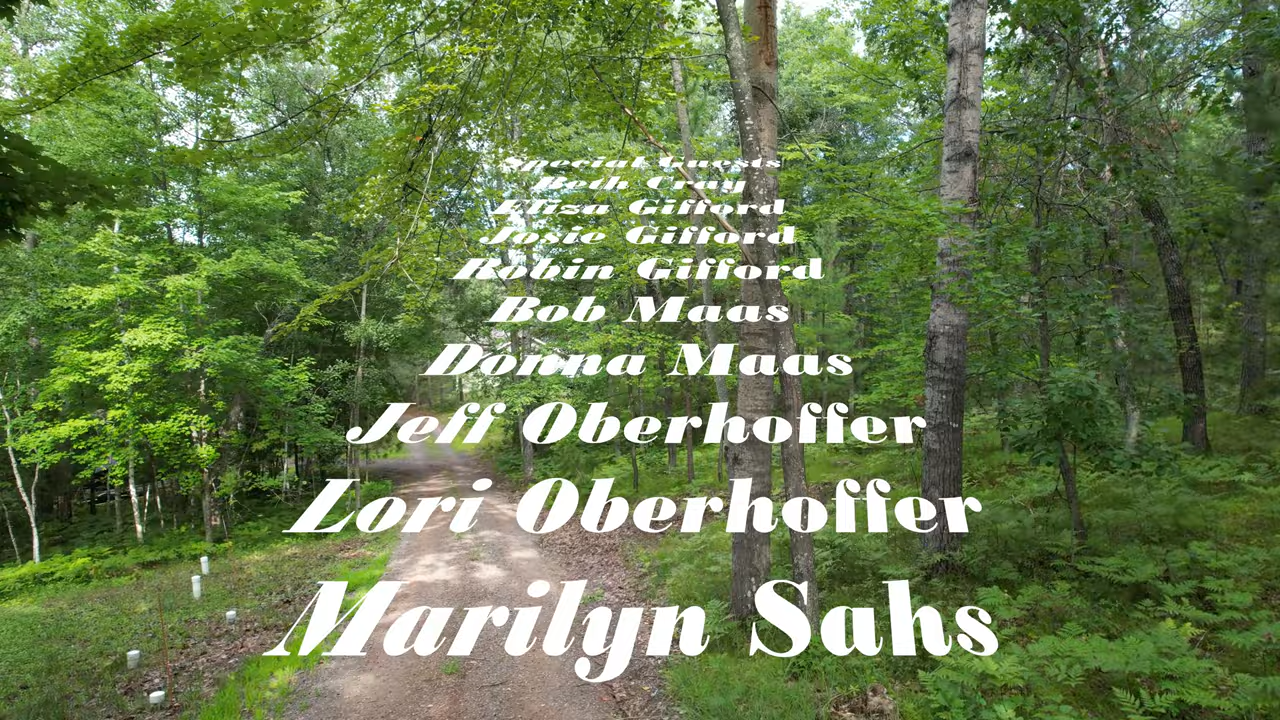 Special Guests
Beth Cray
Eliza Gifford
Josie Gifford
Robin Gifford
Bob Maas
Donna Maas
Jeff Oberhoffer
Lori Oberhoffer
Marilyn Sahs